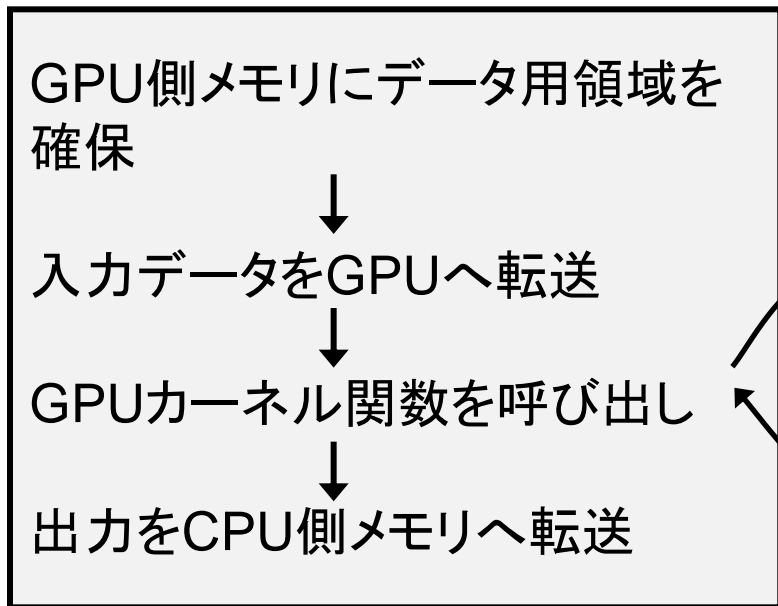 GPU側メモリにデータ用領域を
確保
入力データをGPUへ転送
GPUカーネル関数を呼び出し
出力をCPU側メモリへ転送